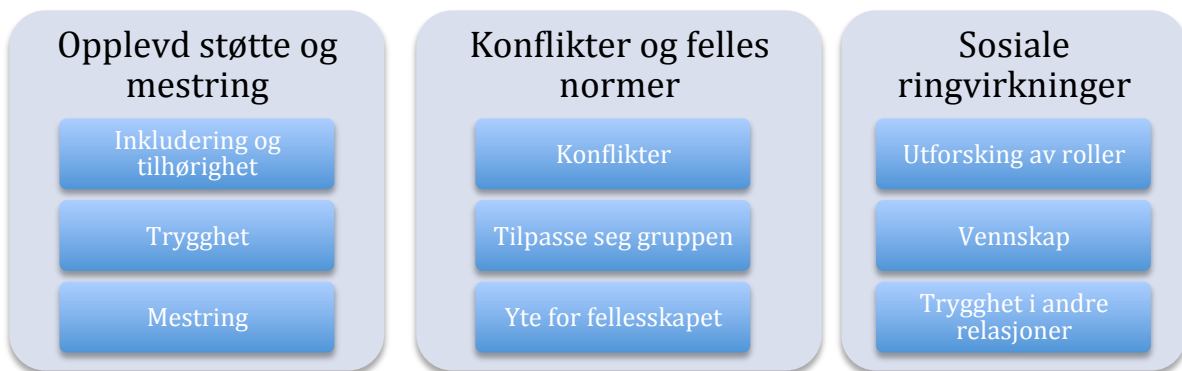 Opplevd støtte og
mestring
Inkludering og
tilhørighet
Trygghet
Mestring
Konflikter og felles
normer
Konflikter
Tilpasse seg gruppen
Yte for fellesskapet
Sosiale
ringvirkninger
Utforsking av roller
Vennskap
Trygghet i andre
relasjoner